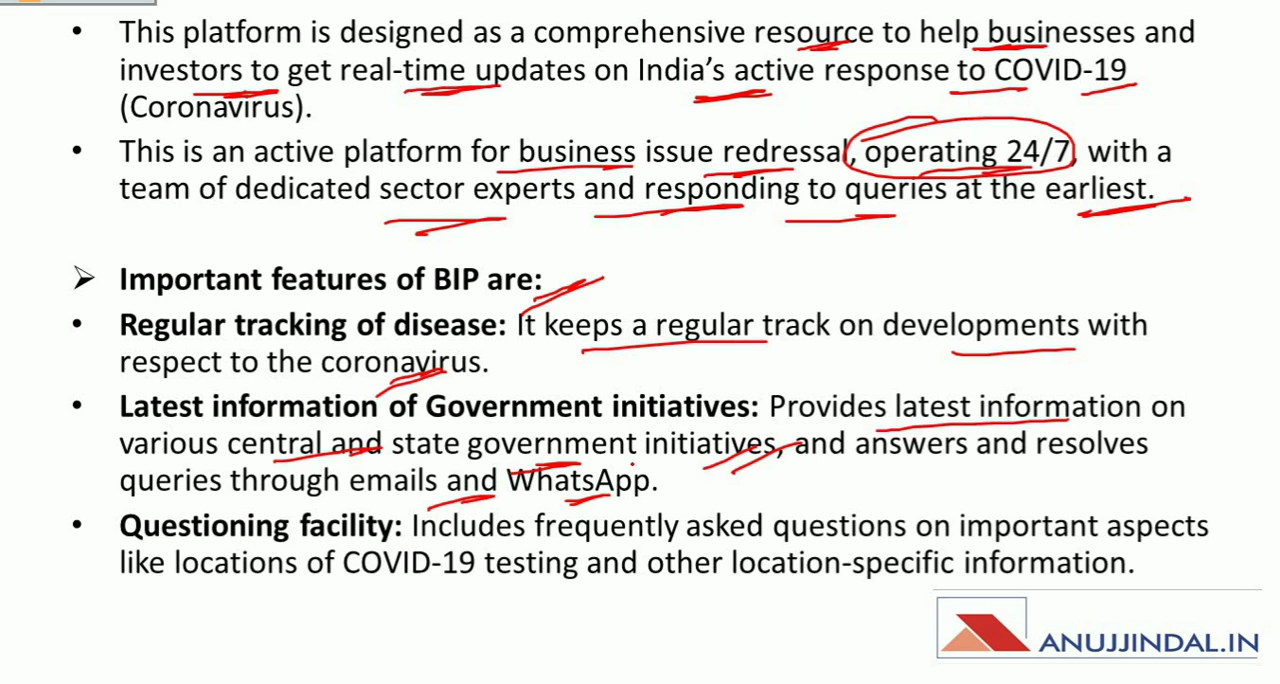 • This platform is designed as a comprehensive resource to help businesses and
investors to get real-time updates on India's active response to COVID-19
(Coronavirus).
• This is an active platform for business issue redressal, operating 24/7, with a
team of dedicated sector experts and responding to queries at the earliest.
➢ Important features of BIP are:
• Regular tracking of disease: It keeps a regular track on developments with
respect to the coronavirus.
• Latest information of Government initiatives: Provides latest information on
various central and state government initiatives, and answers and resolves
queries through emails and WhatsApp.
• Questioning facility: Includes frequently asked questions on important aspects
like locations of COVID-19 testing and other location-specific information.
ANUJJINDAL.IN